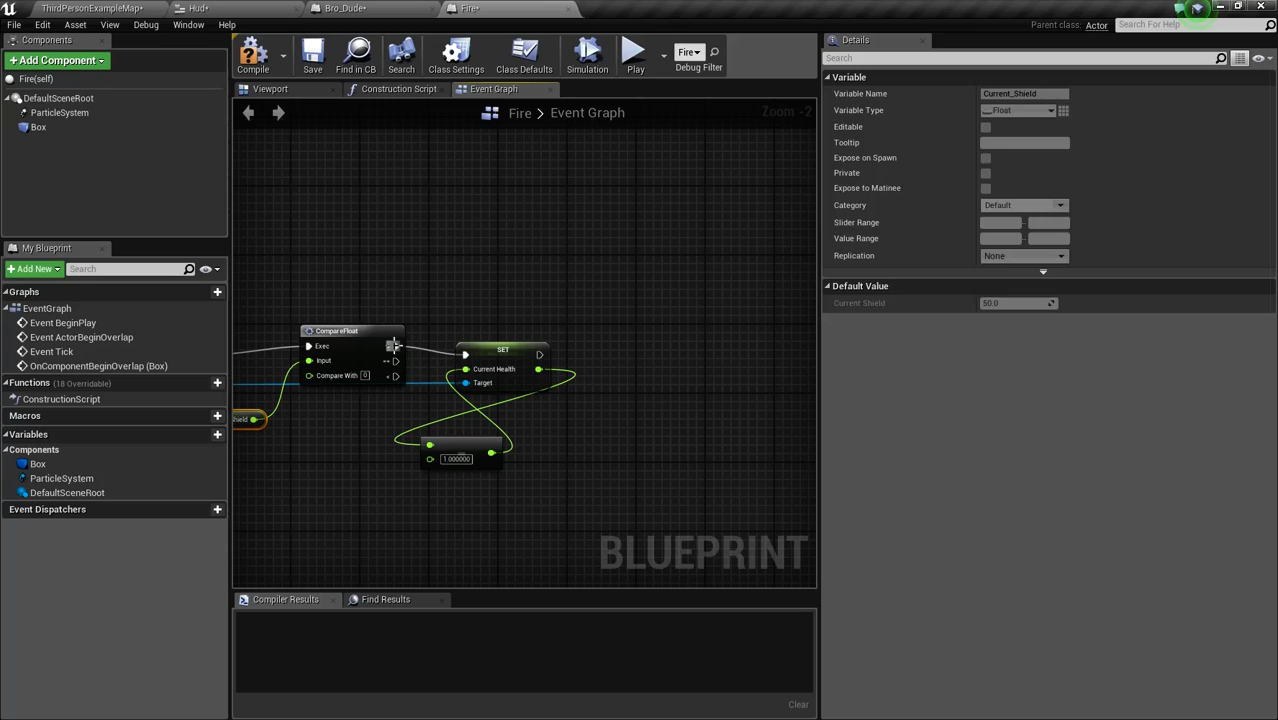 ThirdPersonExampleMap*
Hud*
Bro_Dude*
Fire*
File
Edit
Asset
View
Debug
Window
Help
Parent class:
Actor
Search For Help
Components
+ Add Component
Fire(self)
DefaultSceneRoot
ParticleSystem
Box
Compile
Save
Find in CB
Search
Class Settings
Class Defaults
Simulation
Play
Fire
Debug Filter
Viewport
Construction Script
Event Graph
Fire > Event Graph
Zoom -2
CompareFloat
Exec
Input
==
Compare With
0
<
SET
Current Health
Target
1.000000
BLUEPRINT
My Blueprint
+ Add New
Search
Graphs
EventGraph
Event BeginPlay
Event ActorBeginOverlap
Event Tick
OnComponentBeginOverlap (Box)
Functions (18 Overridable)
ConstructionScript
Macros
Variables
Components
Box
ParticleSystem
DefaultSceneRoot
Event Dispatchers
Compiler Results
Find Results
Clear
Details
Search
Variable
Variable Name
Current_Shield
Variable Type
Float
Editable
Tooltip
Expose on Spawn
Private
Expose to Matinee
Category
Default
Slider Range
Value Range
Replication
None
Default Value
Current Shield
50.0